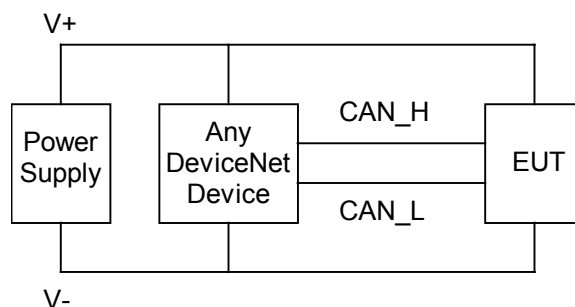 V+
Power
Supply
Any
DeviceNet
Device
CAN_H
CAN_L
EUT
V-